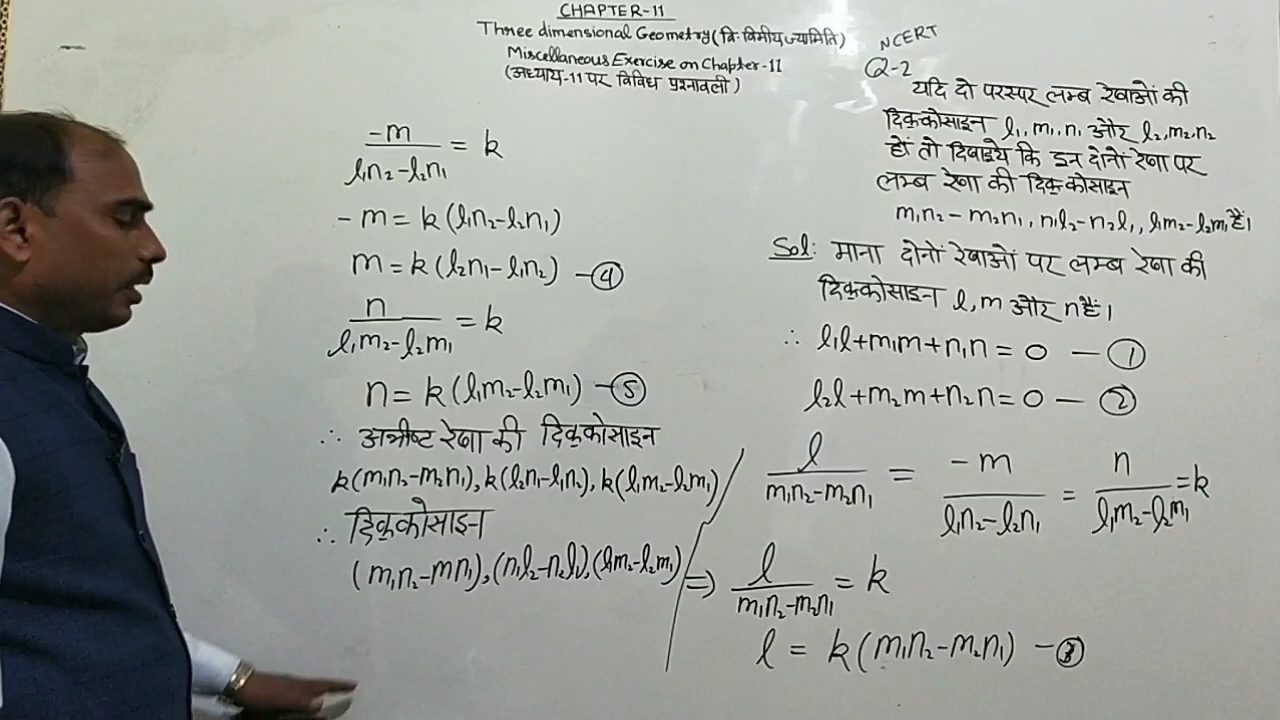 CHAPTER-11
Three dimensional Geometry (त्रि-विमीय ज्यामिति)
Miscellaneous Exercise on Chapter-11
(अध्याय-11 पर विविध प्रश्नावली)
NCERT
Q-2
यदि दो परस्पर लम्ब रेखाओं की
दिक्-कोसाइन l₁, m₁, n₁ और l₂, m₂, n₂
हों तो दिखाइये कि इन दोनों रेखा पर
लम्ब रेखा की दिक्-कोसाइन
m₁n₂ - m₂n₁, n₁l₂ - n₂l₁, l₁m₂ - l₂m₁ हैं।
Sol: माना दोनों रेखाओं पर लम्ब रेखा की
दिक्-कोसाइन l, m और n हैं।
∴ l₁l + m₁m + n₁n = 0 — ①
l₂l + m₂m + n₂n = 0 — ②
l/(m₁n₂ - m₂n₁) = -m/(l₁n₂ - l₂n₁) = n/(l₁m₂ - l₂m₁) = k
⇒ l/(m₁n₂ - m₂n₁) = k
l = k(m₁n₂ - m₂n₁) — ③
-m/(l₁n₂ - l₂n₁) = k
-m = k(l₁n₂ - l₂n₁)
m = k(l₂n₁ - l₁n₂) — ④
n/(l₁m₂ - l₂m₁) = k
n = k(l₁m₂ - l₂m₁) — ⑤
∴ अभीष्ट रेखा की दिक्-कोसाइन
k(m₁n₂ - m₂n₁), k(l₂n₁ - l₁n₂), k(l₁m₂ - l₂m₁)
∴ दिक्-कोसाइन
(m₁n₂ - mn₁), (n₁l₂ - n₂l₁), (l₁m₂ - l₂m₁)